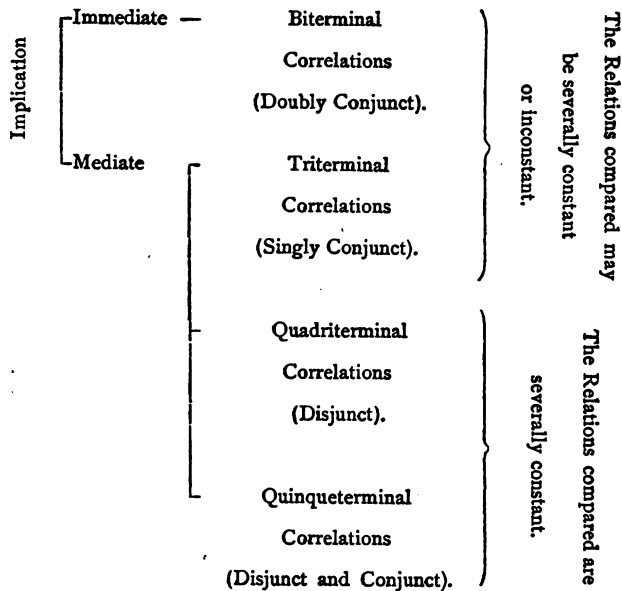 Implication
Immediate — Biterminal
Correlations
(Doubly Conjunct).
Mediate Triterminal
Correlations
(Singly Conjunct).
The Relations compared may
be severally constant
or inconstant.
Quadriterminal
Correlations
(Disjunct).
Quinqueterminal
Correlations
(Disjunct and Conjunct).
The Relations compared are
severally constant.